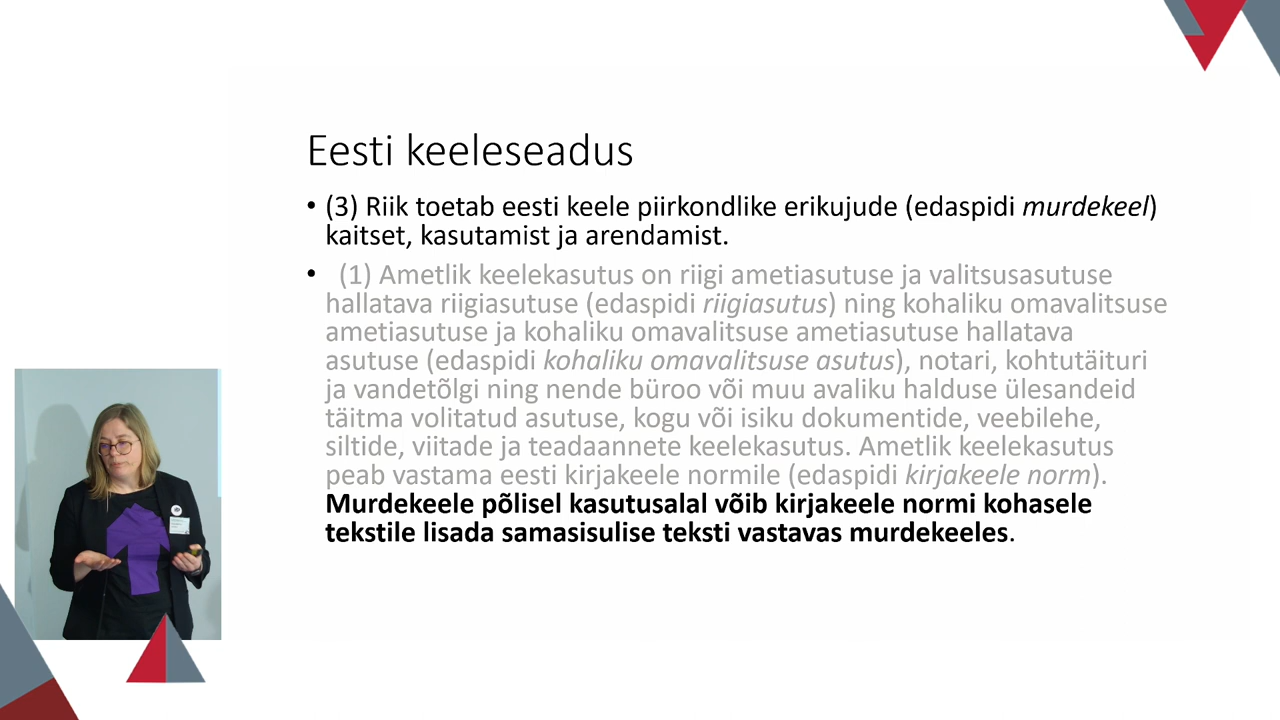 Eesti keeleseadus
• (3) Riik toetab eesti keele piirkondlike erikujude (edaspidi murdekeel)
kaitset, kasutamist ja arendamist.
• (1) Ametlik keelekasutus on riigi ametiasutuse ja valitsusasutuse
hallatava riigiasutuse (edaspidi riigiasutus) ning kohaliku omavalitsuse
ametiasutuse ja kohaliku omavalitsuse ametiasutuse hallatava
asutuse (edaspidi kohaliku omavalitsuse asutus), notari, kohtutäituri
ja vandetõlgi ning nende büroo või muu avaliku halduse ülesandeid
täitma volitatud asutuse, kogu või isiku dokumentide, veebilehe,
siltide, viitade ja teadaannete keelekasutus. Ametlik keelekasutus
peab vastama eesti kirjakeele normile (edaspidi kirjakeele norm).
Murdekeele põlisel kasutusalal võib kirjakeele normi kohasele
tekstile lisada samasisulise teksti vastavas murdekeeles.